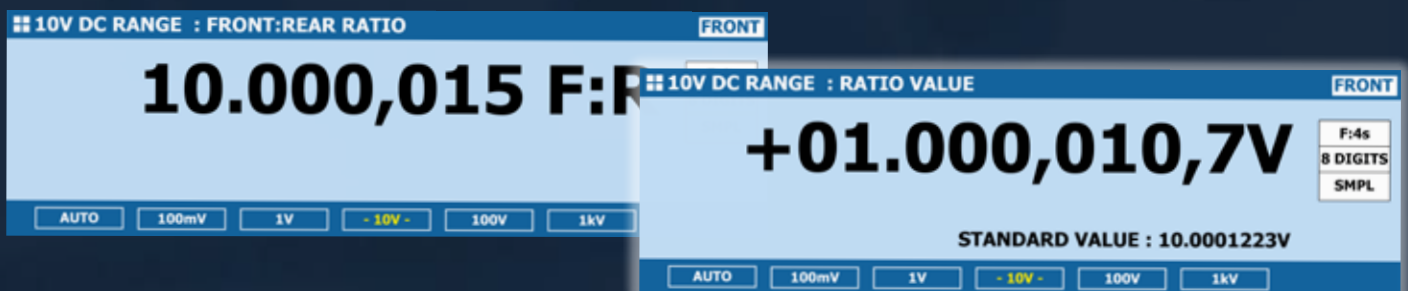 10V DC RANGE : FRONT:REAR RATIO FRONT
10.000,015 F:
AUTO 100mV 1V - 10V - 100V 1kV
10V DC RANGE : RATIO VALUE FRONT
+01.000,010,7V
F:4s
8 DIGITS
SMPL
STANDARD VALUE : 10.0001223V
AUTO 100mV 1V - 10V - 100V 1kV